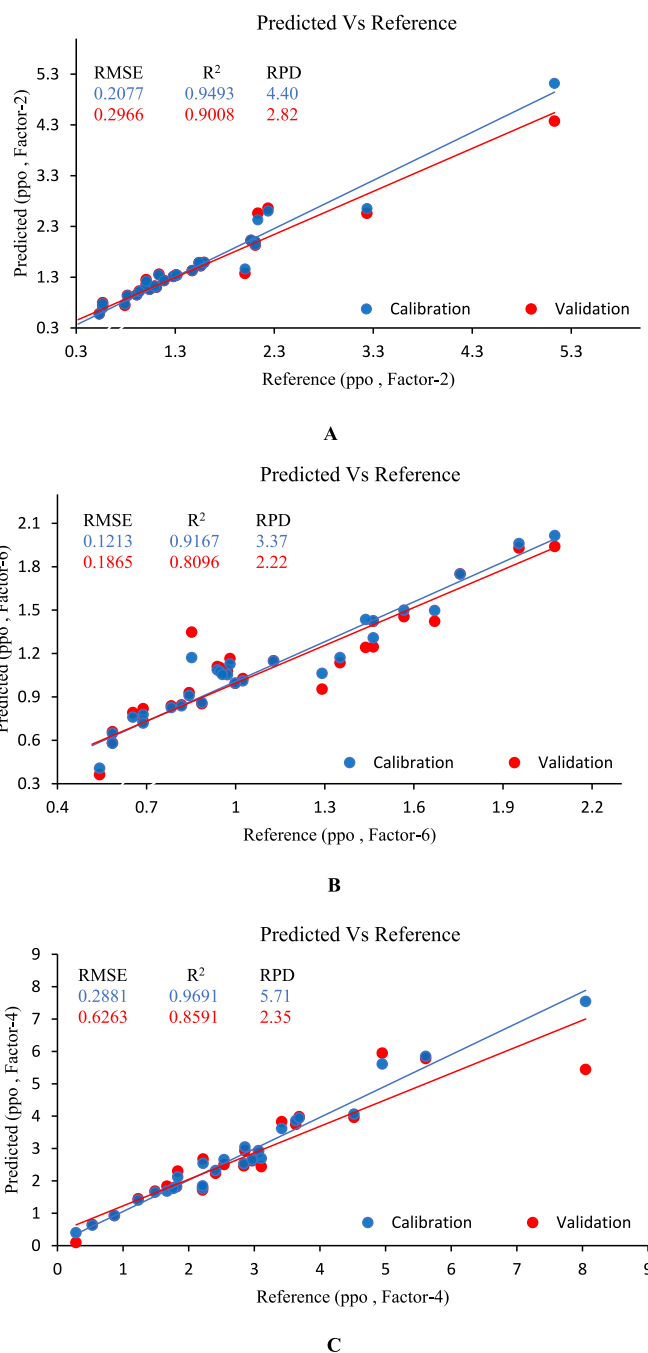 Predicted Vs Reference
RMSE R² RPD
0.2077 0.9493 4.40
0.2966 0.9008 2.82
Predicted (ppo , Factor-2)
5.3
4.3
3.3
2.3
1.3
0.3
Calibration Validation
0.3 1.3 2.3 3.3 4.3 5.3
Reference (ppo , Factor-2)
A
Predicted Vs Reference
RMSE R² RPD
0.1213 0.9167 3.37
0.1865 0.8096 2.22
Predicted (ppo , Factor-6)
2.1
1.8
1.5
1.2
0.9
0.6
0.3
Calibration Validation
0.4 0.7 1 1.3 1.6 1.9 2.2
Reference (ppo , Factor-6)
B
Predicted Vs Reference
RMSE R² RPD
0.2881 0.9691 5.71
0.6263 0.8591 2.35
Predicted (ppo , Factor-4)
9
8
7
6
5
4
3
2
1
0
Calibration Validation
0 1 2 3 4 5 6 7 8 9
Reference (ppo , Factor-4)
C